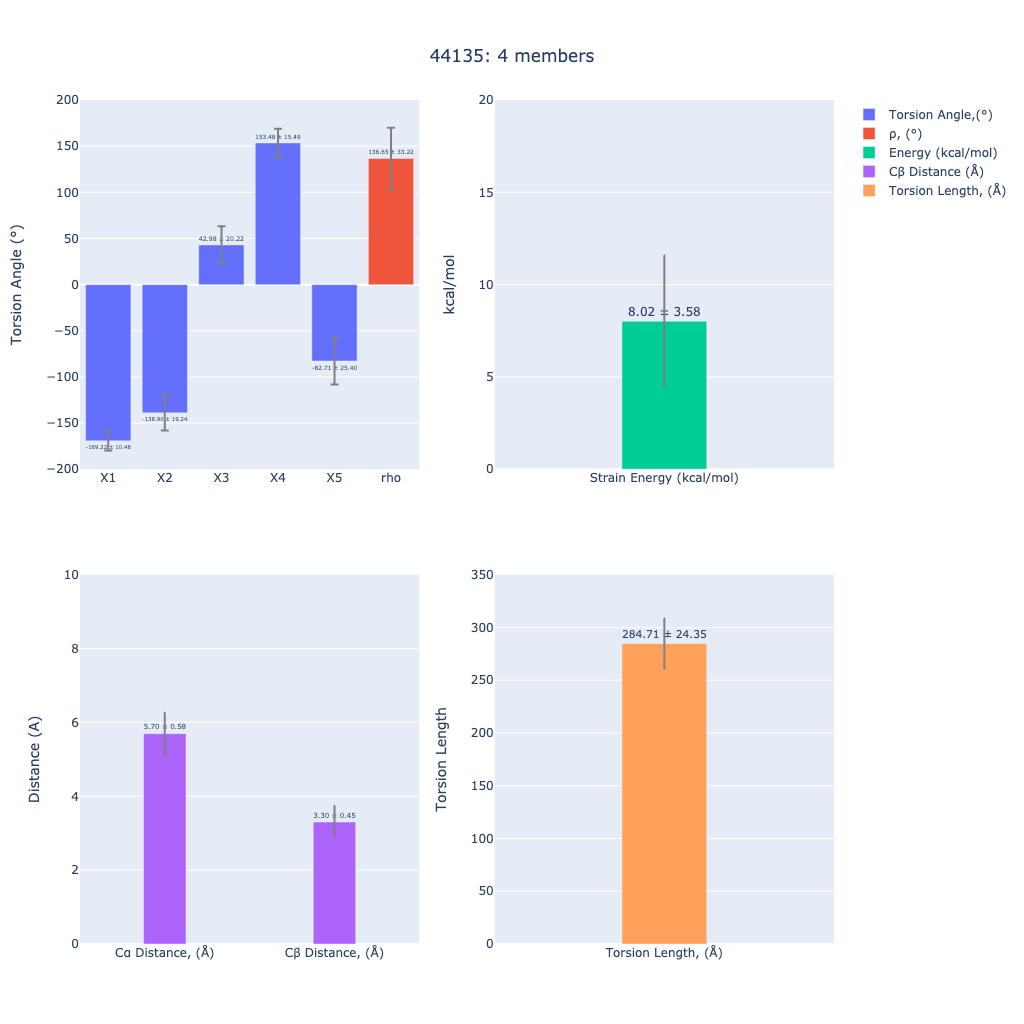 44135: 4 members
Torsion Angle (°)
200
150
100
50
0
−50
−100
−150
−200
153.48 ± 15.49
136.65 ± 33.22
42.98 ± 20.22
-82.71 ± 25.40
-138.90 ± 19.24
-169.22 ± 10.48
X1 X2 X3 X4 X5 rho
kcal/mol
20
15
10
5
0
8.02 ± 3.58
Strain Energy (kcal/mol)
Torsion Angle,(°)
ρ, (°)
Energy (kcal/mol)
Cβ Distance (Å)
Torsion Length, (Å)
Distance (A)
10
8
6
4
2
0
5.70 ± 0.58
3.30 ± 0.45
Cα Distance, (Å) Cβ Distance, (Å)
Torsion Length
350
300
250
200
150
100
50
0
284.71 ± 24.35
Torsion Length, (Å)